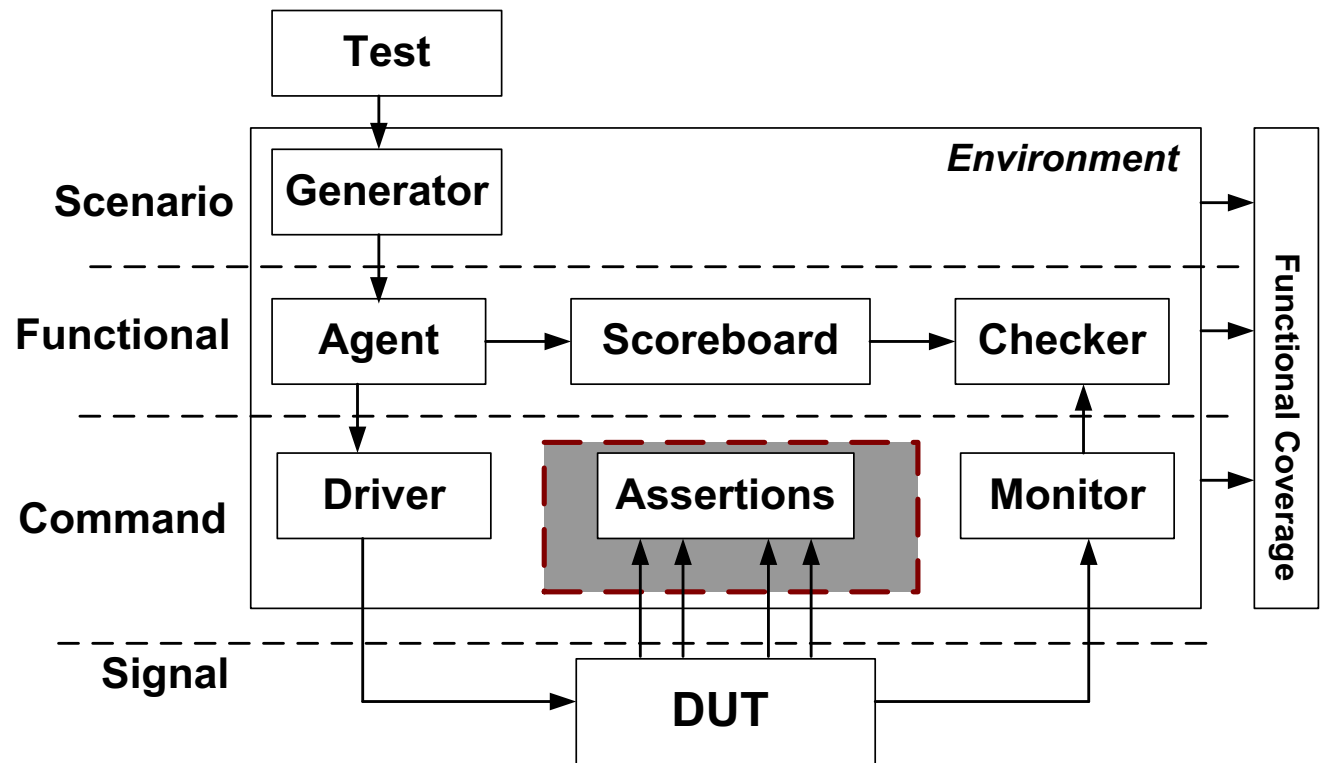 Test
Environment
Scenario
Generator
Functional
Agent
Scoreboard
Checker
Command
Driver
Assertions
Monitor
Signal
DUT
Functional Coverage